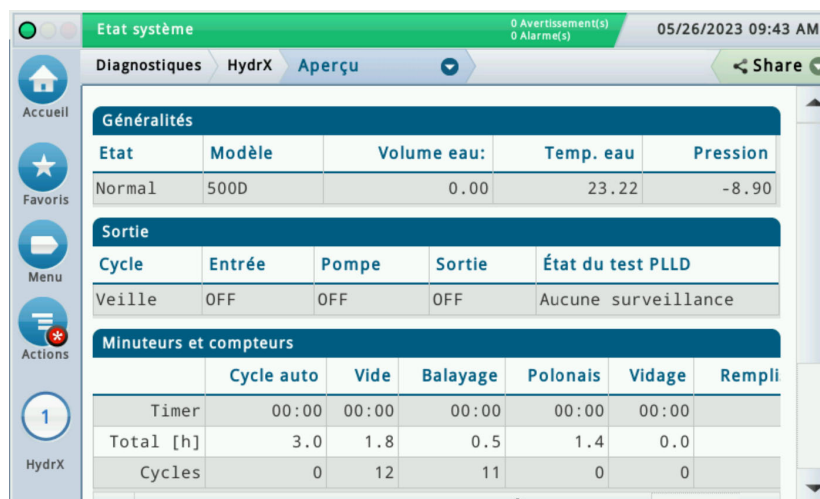 Etat système
0 Avertissement(s)
0 Alarme(s)
05/26/2023 09:43 AM
Diagnostiques HydrX Aperçu Share
Accueil
Favoris
Menu
Actions
1
HydrX
Généralités
Etat Modèle Volume eau: Temp. eau Pression
Normal 500D 0.00 23.22 -8.90
Sortie
Cycle Entrée Pompe Sortie État du test PLLD
Veille OFF OFF OFF Aucune surveillance
Minuteurs et compteurs
Cycle auto Vide Balayage Polonais Vidage Rempli
Timer 00:00 00:00 00:00 00:00 00:00
Total [h] 3.0 1.8 0.5 1.4 0.0
Cycles 0 12 11 0 0